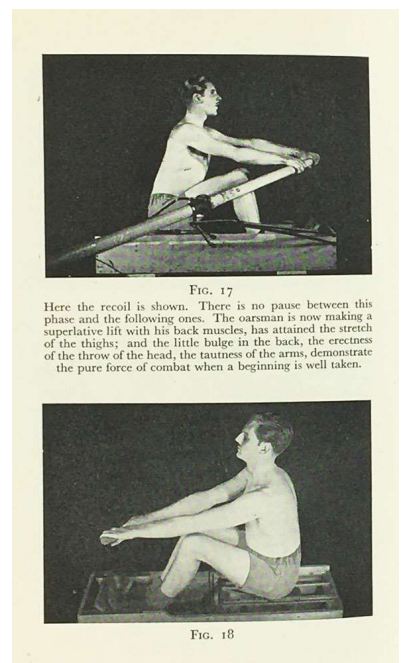 FIG. 17
Here the recoil is shown. There is no pause between this
phase and the following ones. The oarsman is now making a
superlative lift with his back muscles, has attained the stretch
of the thighs; and the little bulge in the back, the erectness
of the throw of the head, the tautness of the arms, demonstrate
the pure force of combat when a beginning is well taken.
FIG. 18